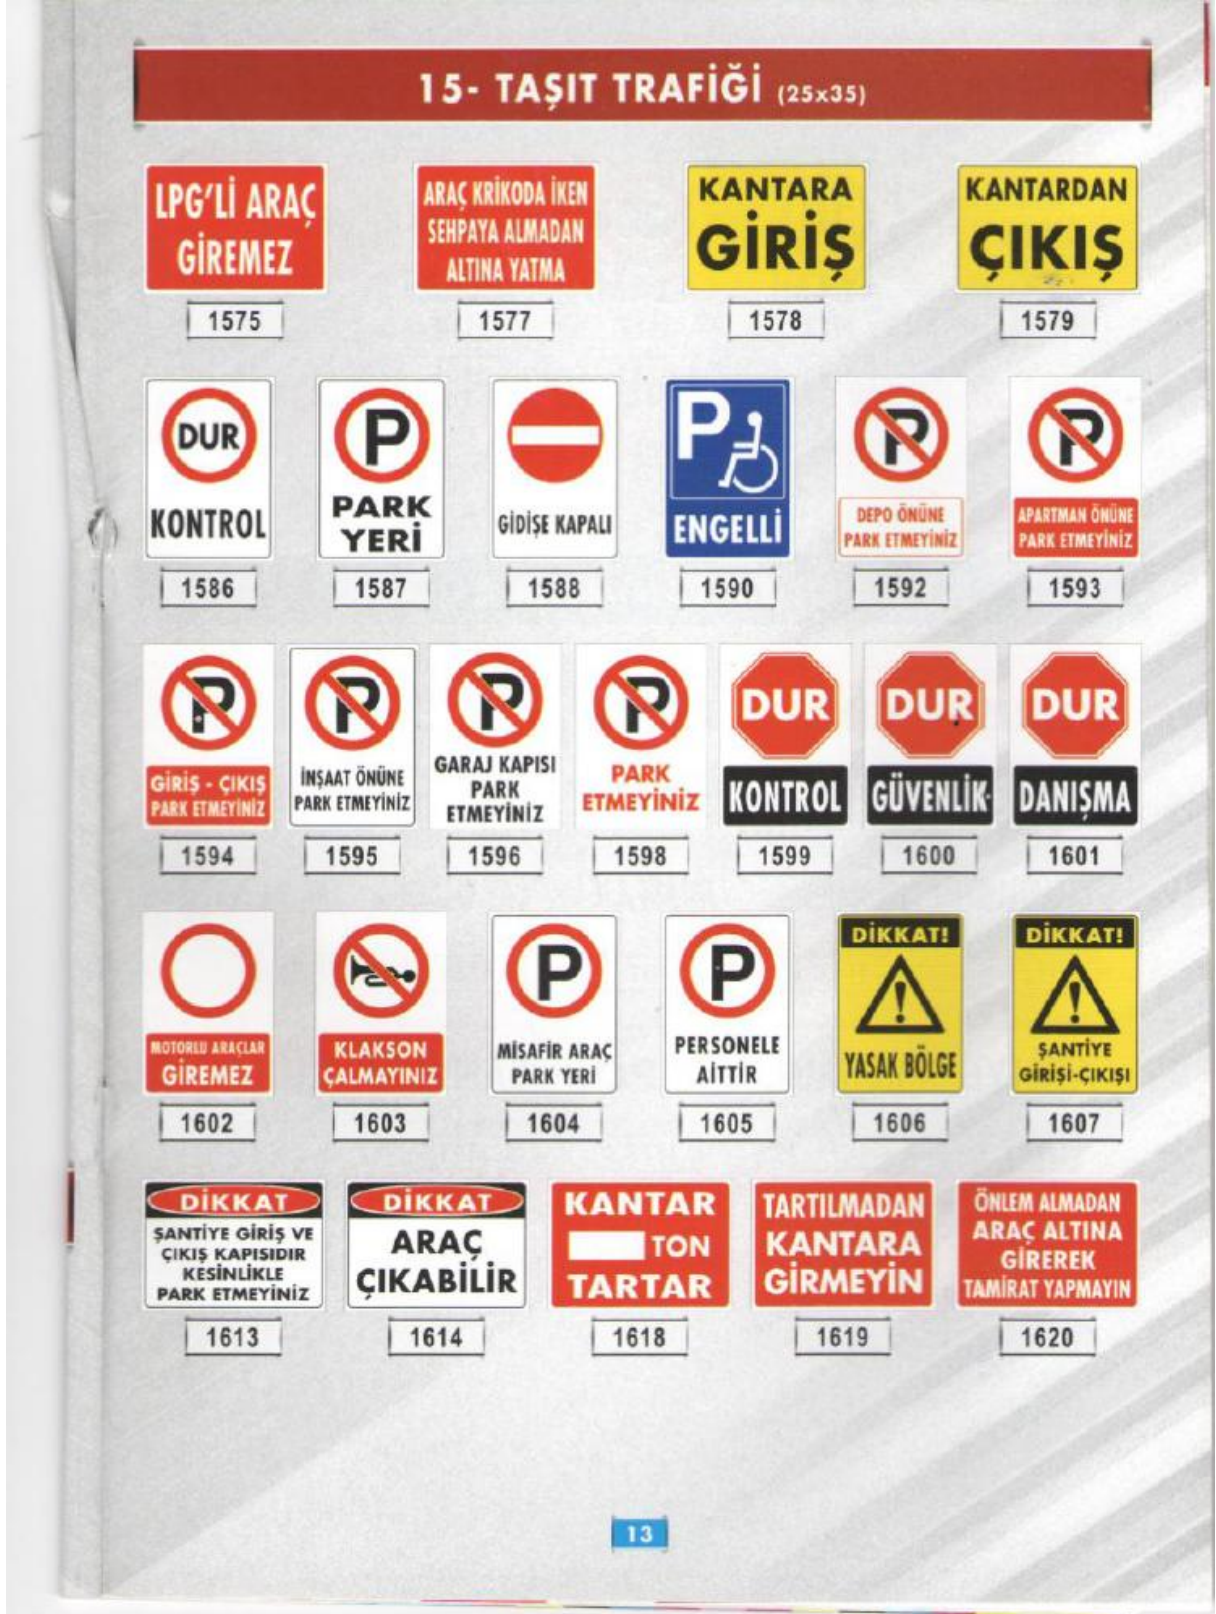 15- TAŞIT TRAFİĞİ (25x35)
LPG'Lİ ARAÇ
GİREMEZ
1575
ARAÇ KRİKODA İKEN
SEHPAYA ALMADAN
ALTINA YATMA
1577
KANTARA
GİRİŞ
1578
KANTARDAN
ÇIKIŞ
1579
DUR
KONTROL
1586
P
PARK
YERİ
1587
GİDİŞE KAPALI
1588
P
ENGELLİ
1590
P
DEPO ÖNÜNE
PARK ETMEYİNİZ
1592
P
APARTMAN ÖNÜNE
PARK ETMEYİNİZ
1593
P
GİRİŞ - ÇIKIŞ
PARK ETMEYİNİZ
1594
P
İNŞAAT ÖNÜNE
PARK ETMEYİNİZ
1595
P
GARAJ KAPISI
PARK
ETMEYİNİZ
1596
P
PARK
ETMEYİNİZ
1598
DUR
KONTROL
1599
DUR
GÜVENLİK
1600
DUR
DANIŞMA
1601
MOTORLU ARAÇLAR
GİREMEZ
1602
KLAKSON
ÇALMAYINIZ
1603
P
MİSAFİR ARAÇ
PARK YERİ
1604
P
PERSONELE
AİTTİR
1605
DİKKAT!
!
YASAK BÖLGE
1606
DİKKAT!
!
ŞANTİYE
GİRİŞİ-ÇIKIŞI
1607
DİKKAT
ŞANTİYE GİRİŞ VE
ÇIKIŞ KAPISIDIR
KESİNLİKLE
PARK ETMEYİNİZ
1613
DİKKAT
ARAÇ
ÇIKABİLİR
1614
KANTAR
TON
TARTAR
1618
TARTILMADAN
KANTARA
GİRMEYİN
1619
ÖNLEM ALMADAN
ARAÇ ALTINA
GİREREK
TAMİRAT YAPMAYIN
1620
13